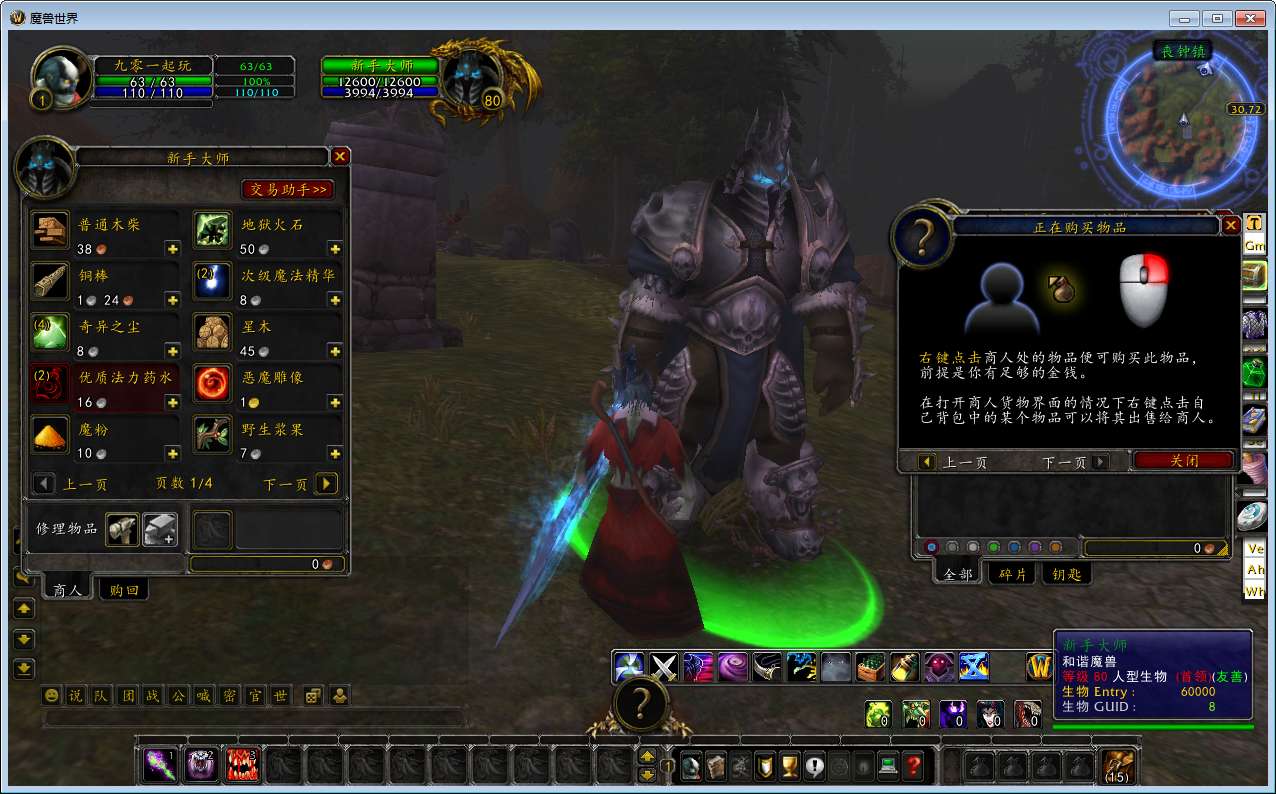 魔兽世界
九零一起玩
63/63
63 / 63
100%
110 / 110
110/110
1
新手大师
12600/12600
3994/3994
80
丧钟镇
30,72
新手大师
交易助手>>
普通木柴
38
地狱火石
50
铜棒
1 24
(2)
次级魔法精华
8
(4)
奇异之尘
8
星木
45
(2)
优质法力药水
16
恶魔雕像
1
魔粉
10
野生浆果
7
上一页
页数 1/4
下一页
修理物品
0
商人
购回
正在购买物品
右键点击商人处的物品便可购买此物品，
前提是你有足够的金钱。
在打开商人货物界面的情况下右键点击自
己背包中的某个物品可以将其出售给商人。
上一页
下一页
关闭
0
全部
碎片
钥匙
T
Gm
Ve
Ah
Wh
新手大师
和谐魔兽
等级 80 人型生物 (首领)(友善)
生物 Entry : 60000
生物 GUID : 8
说 队 团 战 公 喊 密 官 世
0 0 0 0 0
1 2 3
1
(15)